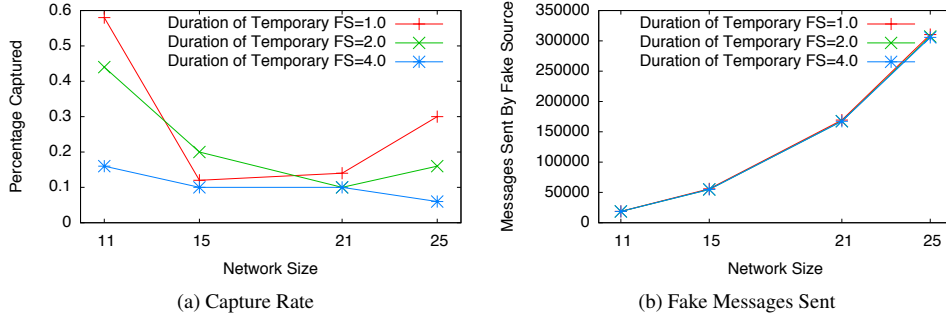 Duration of Temporary FS=1.0
Duration of Temporary FS=2.0
Duration of Temporary FS=4.0
0.6
0.5
0.4
0.3
0.2
0.1
0
Percentage Captured
11 15 21 25
Network Size
(a) Capture Rate
Duration of Temporary FS=1.0
Duration of Temporary FS=2.0
Duration of Temporary FS=4.0
350000
300000
250000
200000
150000
100000
50000
0
Messages Sent By Fake Source
11 15 21 25
Network Size
(b) Fake Messages Sent